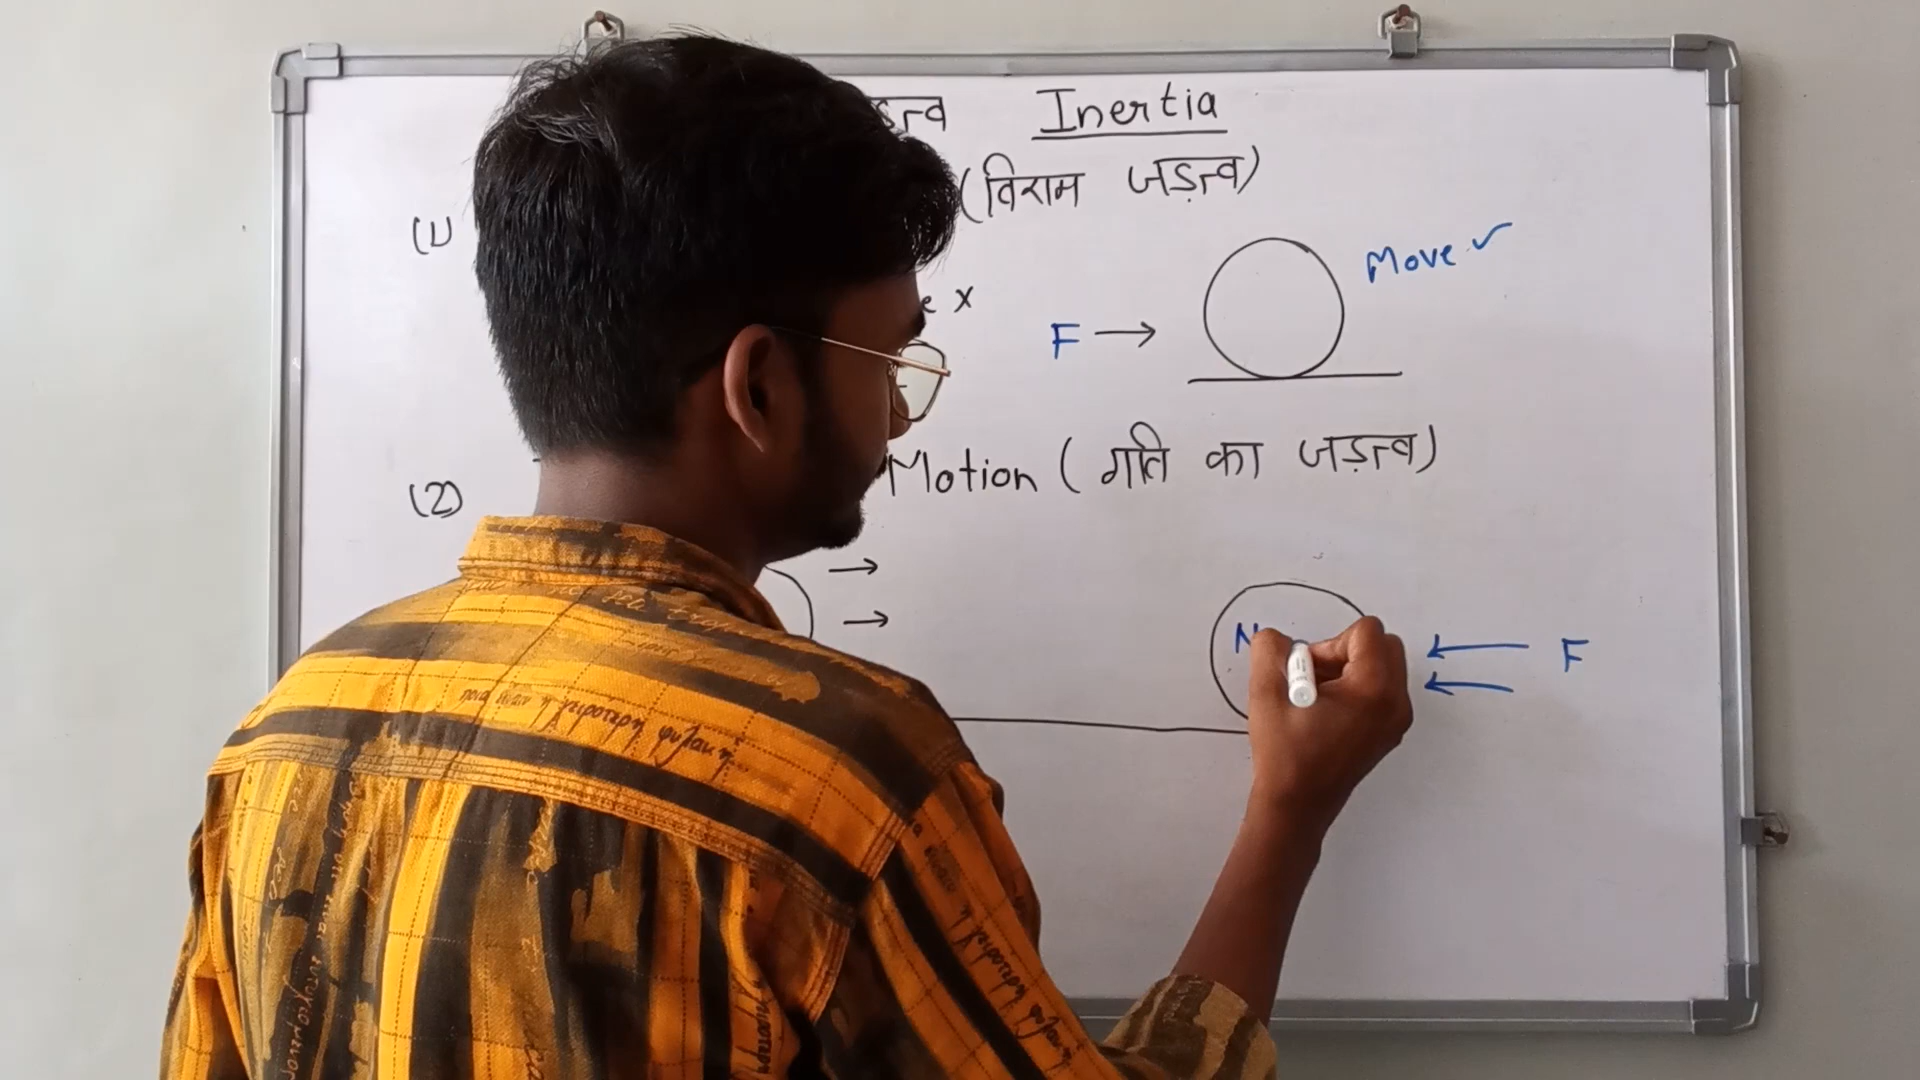 Inertia
(1) (विराम जड़त्व)
x
F → Move ✓
(2) Motion (गति का जड़त्व)
→
→
N ← F
←